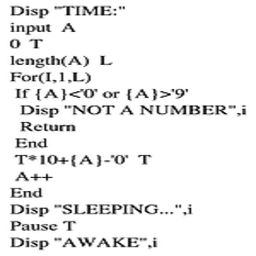 Disp "TIME:"
input A
0 T
length(A) L
For(I,1,L)
If {A}<'0' or {A}>'9'
Disp "NOT A NUMBER",i
Return
End
T*10+{A}-'0' T
A++
End
Disp "SLEEPING...",i
Pause T
Disp "AWAKE",i